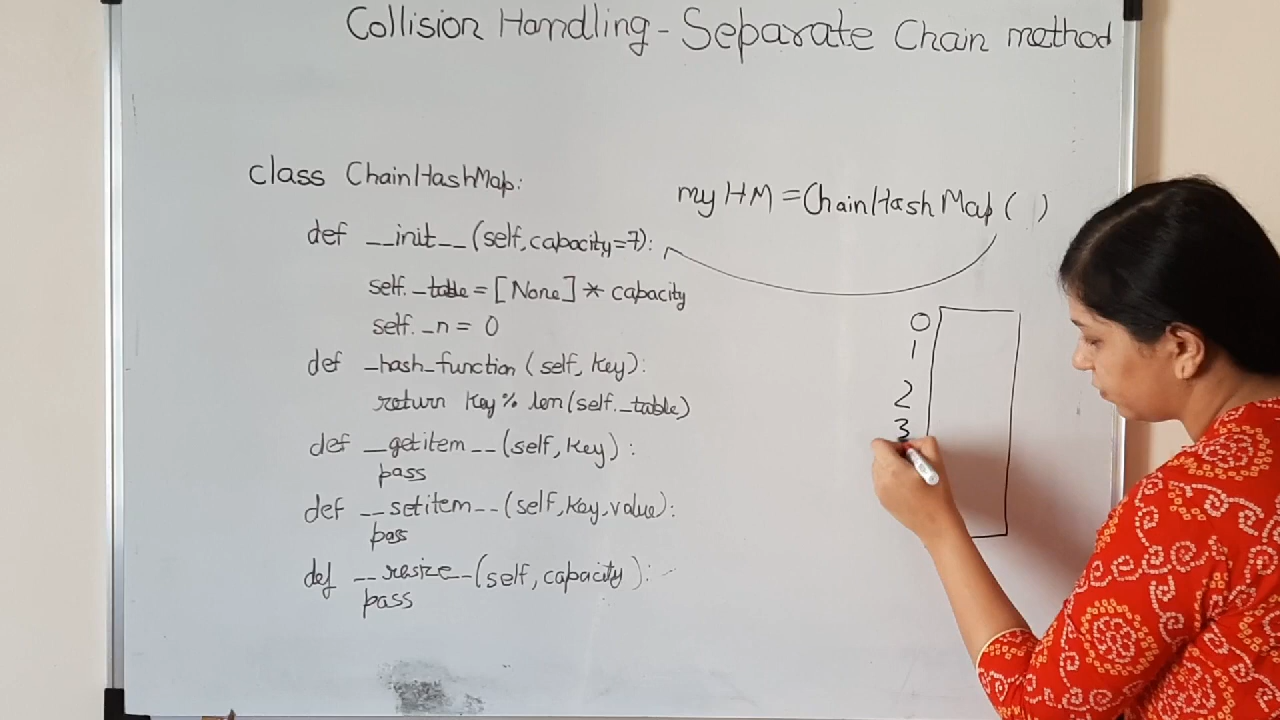 Collision Handling - Separate Chain method
class ChainHashMap:
def __init__ (self, capacity=7):
self._table = [None] * capacity
self._n = 0
def _hash_function (self, key):
return key % len(self._table)
def __getitem__ (self, key):
pass
def __setitem__ (self, key, value):
pass
def __resize__ (self, capacity):
pass
myHM = ChainHashMap ( )
0
1
2
3